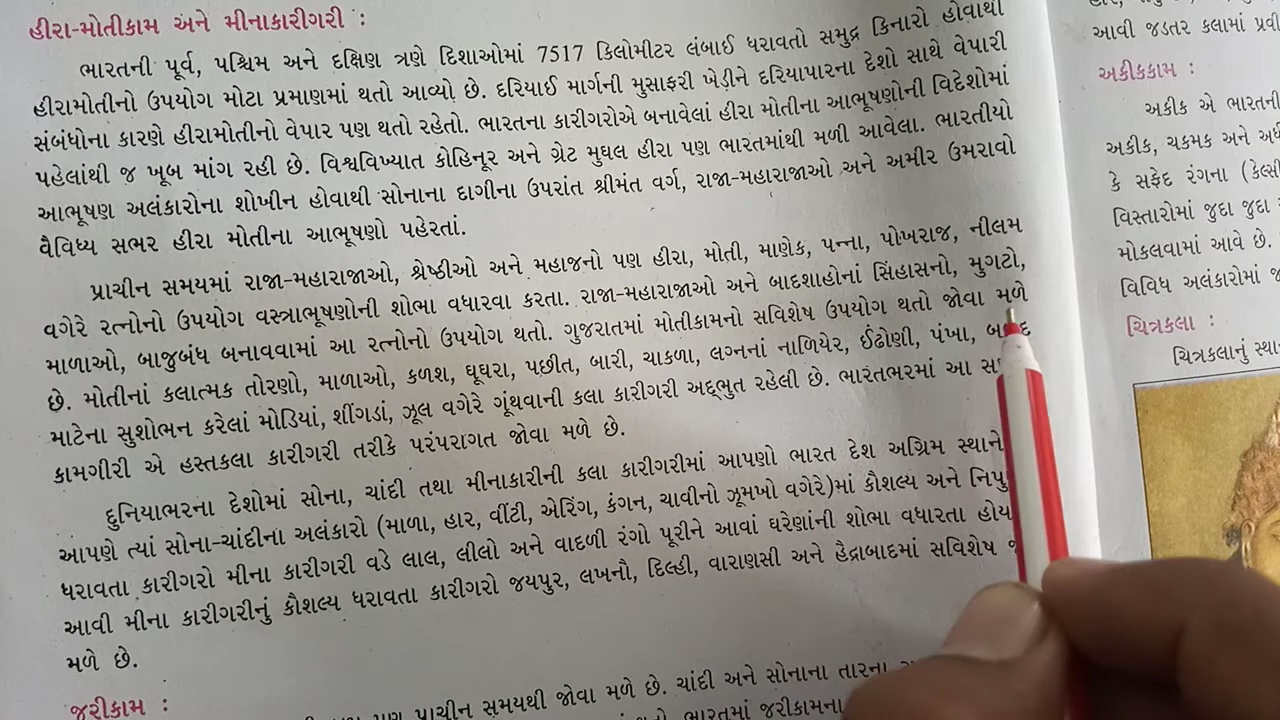 હીરા-મોતીકામ અને મીનાકારીગરી :
ભારતની પૂર્વ, પશ્ચિમ અને દક્ષિણ ત્રણે દિશાઓમાં 7517 કિલોમીટર લંબાઈ ધરાવતો સમુદ્ર કિનારો હોવાથી
હીરામોતીનો ઉપયોગ મોટા પ્રમાણમાં થતો આવ્યો છે. દરિયાઈ માર્ગની મુસાફરી ખેડીને દરિયાપારના દેશો સાથે વેપારી
સંબંધોના કારણે હીરામોતીનો વેપાર પણ થતો રહેતો. ભારતના કારીગરોએ બનાવેલાં હીરા મોતીના આભૂષણોની વિદેશોમાં
પહેલાંથી જ ખૂબ માંગ રહી છે. વિશ્વવિખ્યાત કોહિનૂર અને ગ્રેટ મુઘલ હીરા પણ ભારતમાંથી મળી આવેલા. ભારતીયો
આભૂષણ અલંકારોના શોખીન હોવાથી સોનાના દાગીના ઉપરાંત શ્રીમંત વર્ગ, રાજા-મહારાજાઓ અને અમીર ઉમરાવો
વૈવિધ્ય સભર હીરા મોતીના આભૂષણો પહેરતાં.
પ્રાચીન સમયમાં રાજા-મહારાજાઓ, શ્રેષ્ઠીઓ અને મહાજનો પણ હીરા, મોતી, માણેક, પન્ના, પોખરાજ, નીલમ
વગેરે રત્નોનો ઉપયોગ વસ્ત્રાભૂષણોની શોભા વધારવા કરતા. રાજા-મહારાજાઓ અને બાદશાહોનાં સિંહાસનો, મુગટો,
માળાઓ, બાજુબંધ બનાવવામાં આ રત્નોનો ઉપયોગ થતો. ગુજરાતમાં મોતીકામનો સવિશેષ ઉપયોગ થતો જોવા મળે
છે. મોતીનાં કલાત્મક તોરણો, માળાઓ, કળશ, ઘૂઘરા, પછીત, બારી, ચાકળા, લગ્નનાં નાળિયેર, ઈંઢોણી, પંખા,
માટેના સુશોભન કરેલાં મોડિયાં, શીંગડાં, ઝૂલ વગેરે ગૂંથવાની કલા કારીગરી અદ્ભુત રહેલી છે. ભારતભરમાં આ
કામગીરી એ હસ્તકલા કારીગરી તરીકે પરંપરાગત જોવા મળે છે.
દુનિયાભરના દેશોમાં સોના, ચાંદી તથા મીનાકારીની કલા કારીગરીમાં આપણો ભારત દેશ અગ્રિમ સ્થાને
આપણે ત્યાં સોના-ચાંદીના અલંકારો (માળા, હાર, વીંટી, એરિંગ, કંગન, ચાવીનો ઝૂમખો વગેરે)માં કૌશલ્ય અને
ધરાવતા કારીગરો મીના કારીગરી વડે લાલ, લીલો અને વાદળી રંગો પૂરીને આવાં ઘરેણાંની શોભા વધારતા હોય
આવી મીના કારીગરીનું કૌશલ્ય ધરાવતા કારીગરો જયપુર, લખનૌ, દિલ્હી, વારાણસી અને હૈદ્રાબાદમાં સવિશેષ
મળે છે.
જરીકામ :
પ્રાચીન સમયથી જોવા મળે છે. ચાંદી અને સોનાના તારના
ભારતમાં જરીકામના
આવી જડતર કલામાં
અકીકકામ :
અકીક એ ભારતની
અકીક, ચકમક અને
કે સફેદ રંગના
વિસ્તારોમાં જુદા જુદા
મોકલવામાં આવે છે.
વિવિધ અલંકારોમાં
ચિત્રકલા :
ચિત્રકલાનું